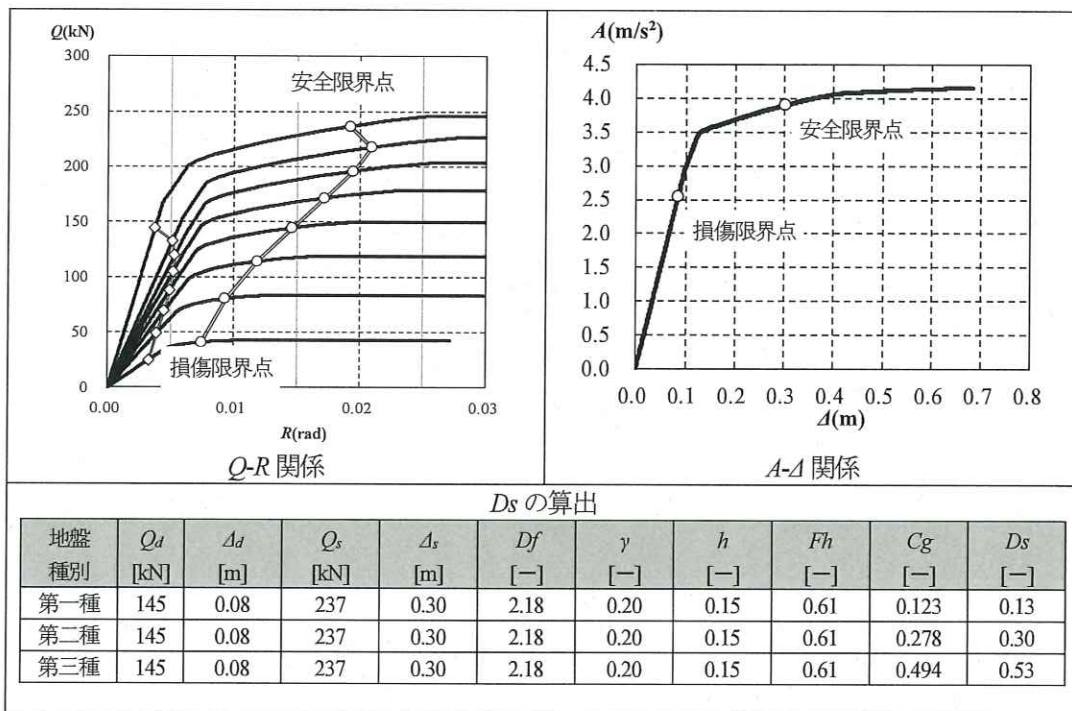 Q(kN)
300
250
200
150
100
50
0
0.00 0.01 0.02 0.03
R(rad)
安全限界点
損傷限界点
Q-R 関係
A(m/s²)
4.5
4.0
3.5
3.0
2.5
2.0
1.5
1.0
0.5
0.0
0.0 0.1 0.2 0.3 0.4 0.5 0.6 0.7 0.8
Δ(m)
安全限界点
損傷限界点
A-Δ 関係
Ds の算出
地盤種別 Qd [kN] Δd [m] Qs [kN] Δs [m] Df [—] γ [—] h [—] Fh [—] Cg [—] Ds [—]
第一種 145 0.08 237 0.30 2.18 0.20 0.15 0.61 0.123 0.13
第二種 145 0.08 237 0.30 2.18 0.20 0.15 0.61 0.278 0.30
第三種 145 0.08 237 0.30 2.18 0.20 0.15 0.61 0.494 0.53